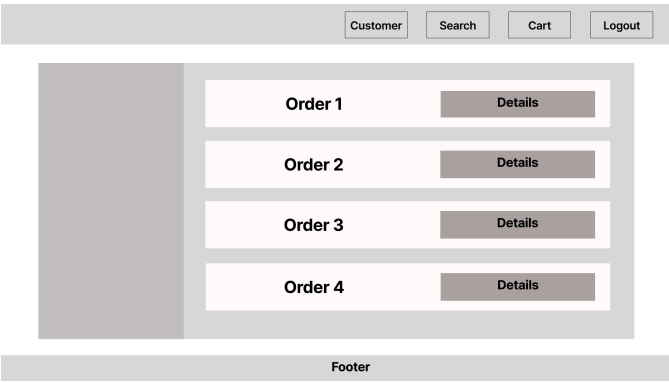 Customer Search Cart Logout
Order 1 Details
Order 2 Details
Order 3 Details
Order 4 Details
Footer